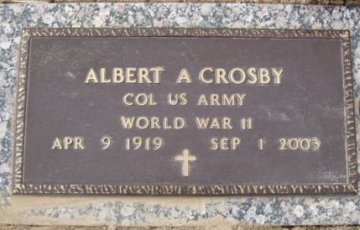 ALBERT A CROSBY
COL US ARMY
WORLD WAR II
APR 9 1919 SEP 1 2003